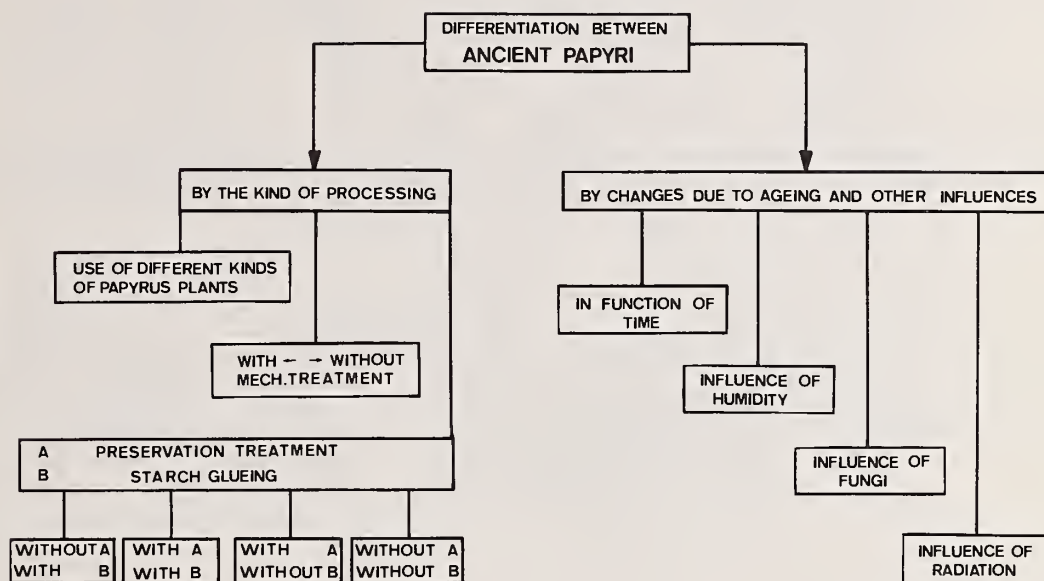 DIFFERENTIATION BETWEEN
ANCIENT PAPYRI
BY THE KIND OF PROCESSING
USE OF DIFFERENT KINDS
OF PAPYRUS PLANTS
WITH ← → WITHOUT
MECH. TREATMENT
A PRESERVATION TREATMENT
B STARCH GLUEING
WITHOUT A
WITH B
WITH A
WITH B
WITH A
WITHOUT B
WITHOUT A
WITHOUT B
BY CHANGES DUE TO AGEING AND OTHER INFLUENCES
IN FUNCTION OF
TIME
INFLUENCE OF
HUMIDITY
INFLUENCE OF
FUNGI
INFLUENCE OF
RADIATION